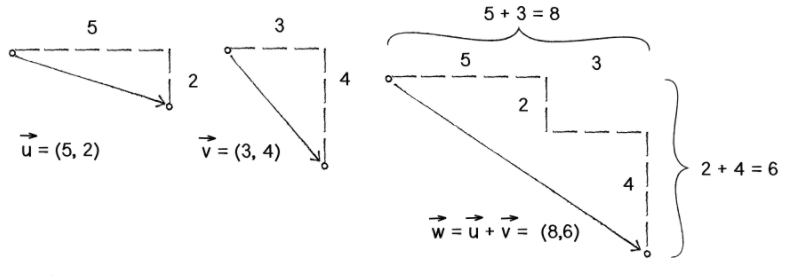 5
2
u⃗ = (5, 2)
3
4
v⃗ = (3, 4)
5 + 3 = 8
5
3
2
4
2 + 4 = 6
w⃗ = u⃗ + v⃗ = (8,6)